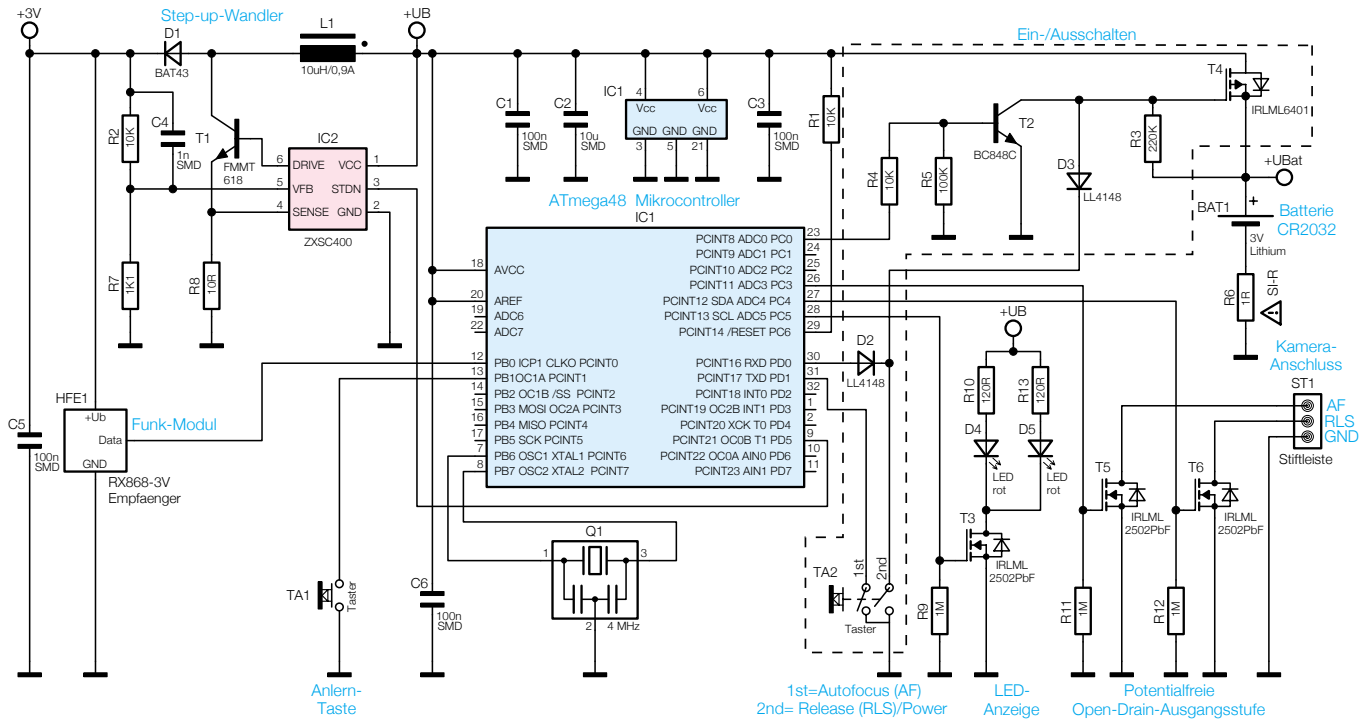 Step-up-Wandler
+3V
D1
BAT43
L1
10uH/0,9A
+UB
Ein-/Ausschalten
T4
IRLML6401
R2
10K
C4
1n
SMD
T1
FMMT
618
IC2
6 DRIVE VCC 1
5 VFB STDN 3
4 SENSE GND 2
ZXSC400
R7
1K1
R8
10R
C1
100n
SMD
C2
10u
SMD
IC1
4 6
Vcc Vcc
GND GND GND
3 5 21
C3
100n
SMD
R1
10K
R4
10K
R5
100K
T2
BC848C
D3
LL4148
R3
220K
+UBat
BAT1
+
3V
Lithium
Batterie
CR2032
R6
1R
SI-R
ATmega48 Mikrocontroller
IC1
18 AVCC
20 AREF
19 ADC6
22 ADC7
12 PB0 ICP1 CLKO PCINT0
13 PB1OC1A PCINT1
14 PB2 OC1B /SS PCINT2
15 PB3 MOSI OC2A PCINT3
16 PB4 MISO PCINT4
17 PB5 SCK PCINT5
7 PB6 OSC1 XTAL1 PCINT6
8 PB7 OSC2 XTAL2 PCINT7
PCINT8 ADC0 PC0 23
PCINT9 ADC1 PC1 24
PCINT10 ADC2 PC2 25
PCINT11 ADC3 PC3 26
PCINT12 SDA ADC4 PC4 27
PCINT13 SCL ADC5 PC5 28
PCINT14 /RESET PC6 29
PCINT16 RXD PD0 30
PCINT17 TXD PD1 31
PCINT18 INT0 PD2 32
PCINT19 OC2B INT1 PD3 1
PCINT20 XCK T0 PD4 2
PCINT21 OC0B T1 PD5 9
PCINT22 OC0A AIN0 PD6 10
PCINT23 AIN1 PD7 11
D2
LL4148
+UB
R10
120R
R13
120R
D4
LED
rot
D5
LED
rot
T3
IRLML
2502PbF
Kamera-
Anschluss
ST1
AF
RLS
GND
Stiftleiste
T5
IRLML
2502PbF
T6
IRLML
2502PbF
C5
100n
SMD
HFE1
+Ub
Data
GND
Funk-Modul
RX868-3V
Empfaenger
TA1
Taster
C6
100n
SMD
Q1
1 3
2 4 MHz
TA2
1st
2nd
Taster
R9
1M
R11
1M
R12
1M
Anlern-
Taste
1st=Autofocus (AF)
2nd= Release (RLS)/Power
LED-
Anzeige
Potentialfreie
Open-Drain-Ausgangsstufe